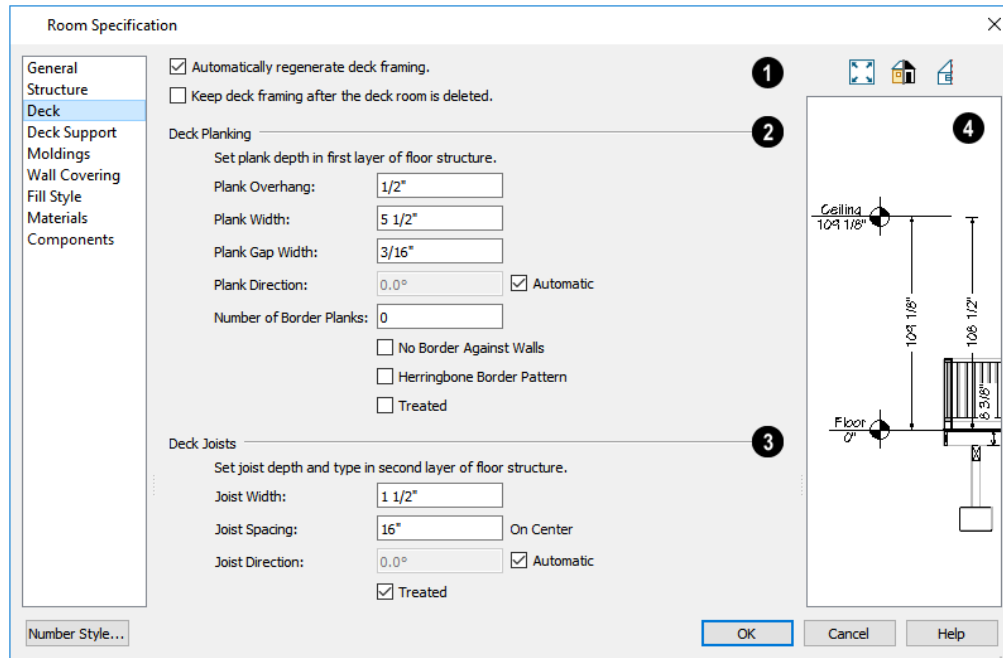 Room Specification
General
Structure
Deck
Deck Support
Moldings
Wall Covering
Fill Style
Materials
Components
Automatically regenerate deck framing.
1
Keep deck framing after the deck room is deleted.
Deck Planking
2
Set plank depth in first layer of floor structure.
Plank Overhang: 1/2"
Plank Width: 5 1/2"
Plank Gap Width: 3/16"
Plank Direction: 0.0° Automatic
Number of Border Planks: 0
No Border Against Walls
Herringbone Border Pattern
Treated
Deck Joists
3
Set joist depth and type in second layer of floor structure.
Joist Width: 1 1/2"
Joist Spacing: 16" On Center
Joist Direction: 0.0° Automatic
Treated
4
Ceiling
109 1/8"
109 1/8"
108 1/2"
8 3/8"
Floor
0"
Number Style...
OK
Cancel
Help